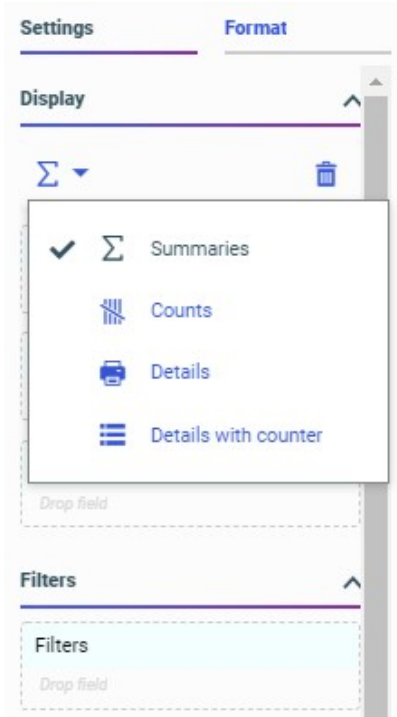 Settings Format
Display
Summaries
Counts
Details
Details with counter
Drop field
Filters
Filters
Drop field